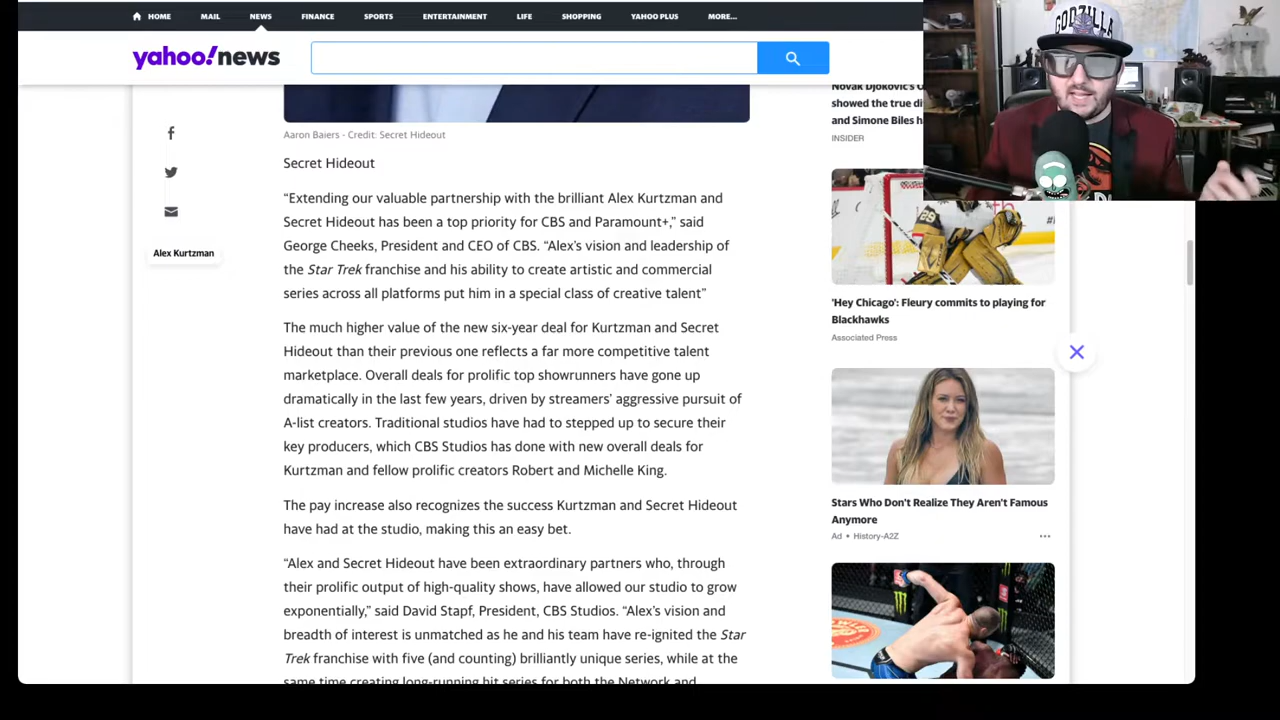 HOME MAIL NEWS FINANCE SPORTS ENTERTAINMENT LIFE SHOPPING YAHOO PLUS MORE...
yahoo!news
Aaron Baiers - Credit: Secret Hideout
Secret Hideout
“Extending our valuable partnership with the brilliant Alex Kurtzman and
Secret Hideout has been a top priority for CBS and Paramount+,” said
George Cheeks, President and CEO of CBS. “Alex’s vision and leadership of
the Star Trek franchise and his ability to create artistic and commercial
series across all platforms put him in a special class of creative talent”
The much higher value of the new six-year deal for Kurtzman and Secret
Hideout than their previous one reflects a far more competitive talent
marketplace. Overall deals for prolific top showrunners have gone up
dramatically in the last few years, driven by streamers’ aggressive pursuit of
A-list creators. Traditional studios have had to stepped up to secure their
key producers, which CBS Studios has done with new overall deals for
Kurtzman and fellow prolific creators Robert and Michelle King.
The pay increase also recognizes the success Kurtzman and Secret Hideout
have had at the studio, making this an easy bet.
“Alex and Secret Hideout have been extraordinary partners who, through
their prolific output of high-quality shows, have allowed our studio to grow
exponentially,” said David Stapf, President, CBS Studios. “Alex’s vision and
breadth of interest is unmatched as he and his team have re-ignited the Star
Trek franchise with five (and counting) brilliantly unique series, while at the
same time creating long-running hit series for both the Network and
Alex Kurtzman
Novak Djokovic's
showed the true
and Simone Biles
INSIDER
29
'Hey Chicago': Fleury commits to playing for
Blackhawks
Associated Press
Stars Who Don't Realize They Aren't Famous
Anymore
Ad • History-A2Z
GODZILLA